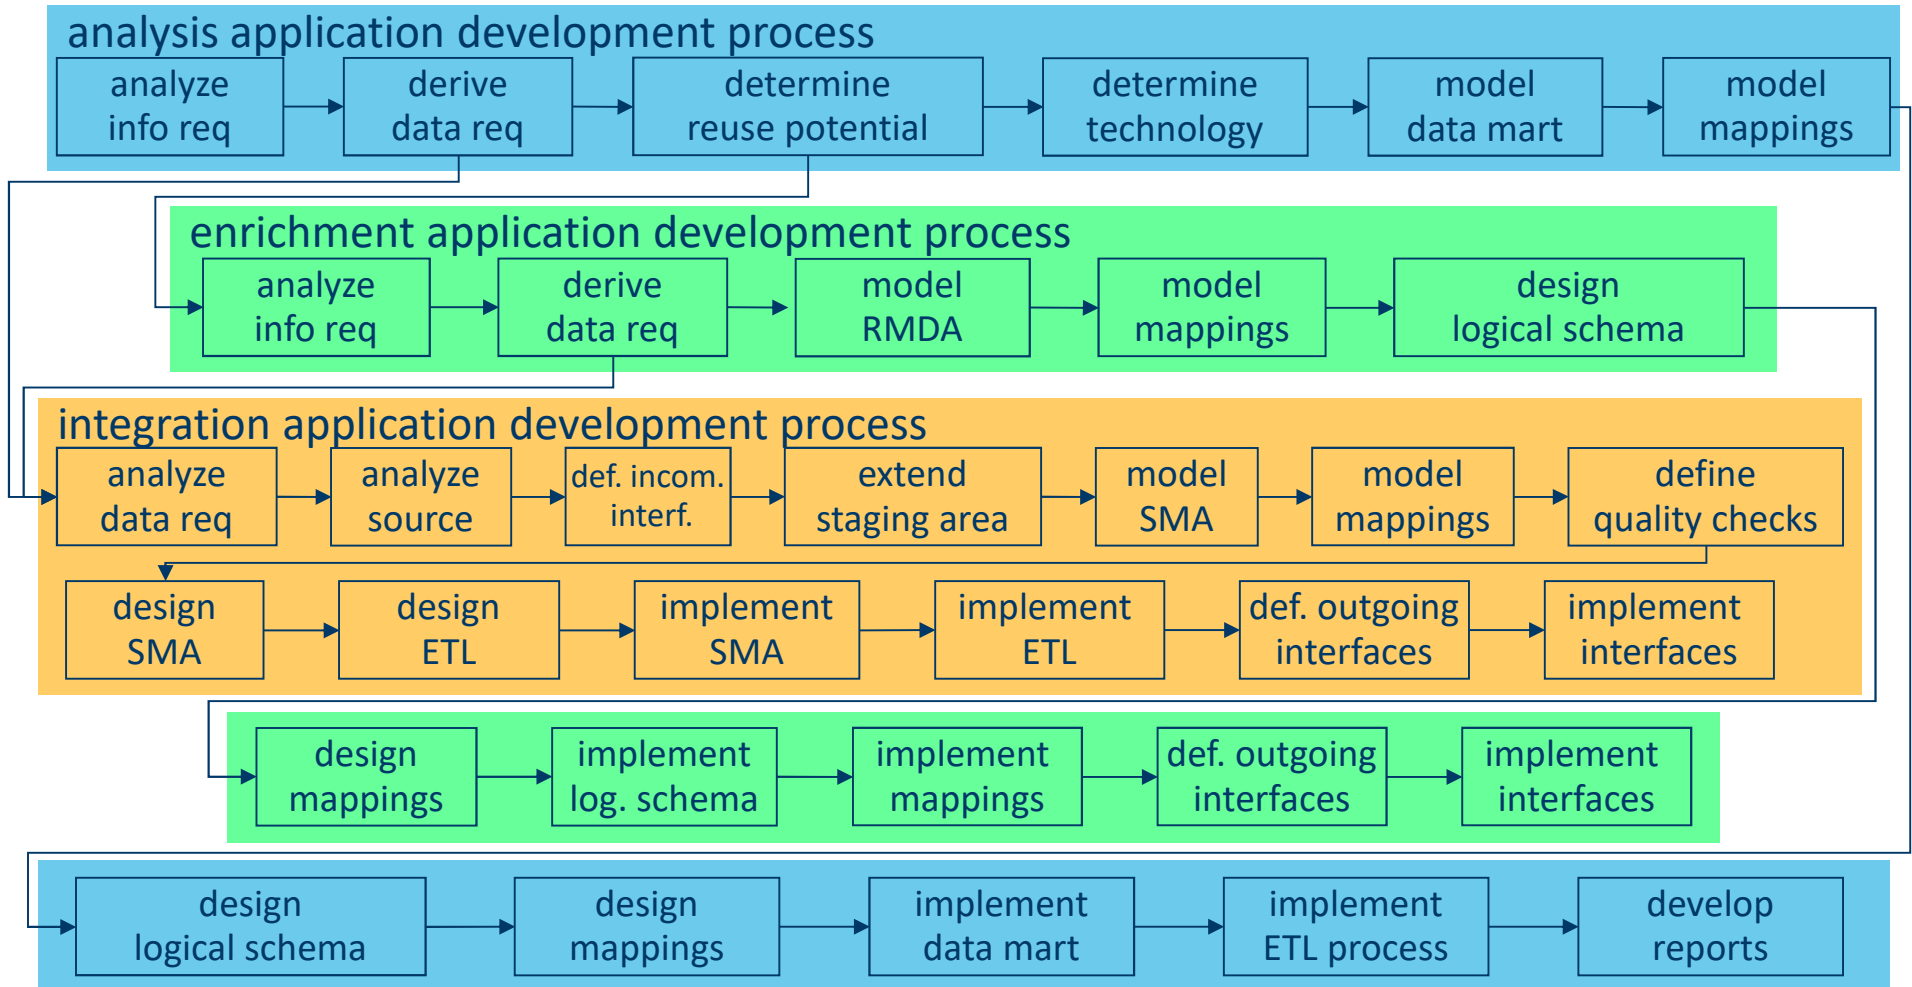 analysis application development process
analyze
info req
derive
data req
determine
reuse potential
determine
technology
model
data mart
model
mappings
enrichment application development process
analyze
info req
derive
data req
model
RMDA
model
mappings
design
logical schema
integration application development process
analyze
data req
analyze
source
def. incom.
interf.
extend
staging area
model
SMA
model
mappings
define
quality checks
design
SMA
design
ETL
implement
SMA
implement
ETL
def. outgoing
interfaces
implement
interfaces
design
mappings
implement
log. schema
implement
mappings
def. outgoing
interfaces
implement
interfaces
design
logical schema
design
mappings
implement
data mart
implement
ETL process
develop
reports